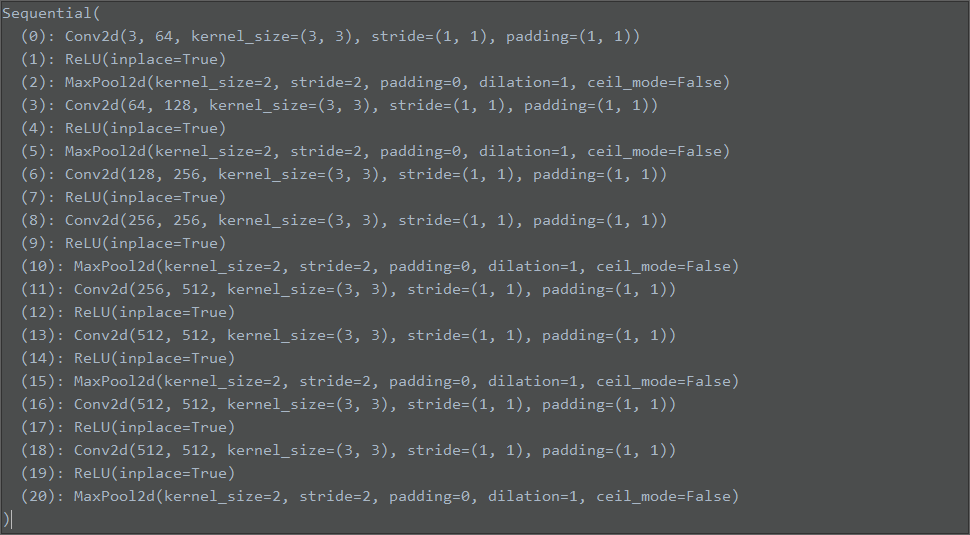 Sequential(
  (0): Conv2d(3, 64, kernel_size=(3, 3), stride=(1, 1), padding=(1, 1))
  (1): ReLU(inplace=True)
  (2): MaxPool2d(kernel_size=2, stride=2, padding=0, dilation=1, ceil_mode=False)
  (3): Conv2d(64, 128, kernel_size=(3, 3), stride=(1, 1), padding=(1, 1))
  (4): ReLU(inplace=True)
  (5): MaxPool2d(kernel_size=2, stride=2, padding=0, dilation=1, ceil_mode=False)
  (6): Conv2d(128, 256, kernel_size=(3, 3), stride=(1, 1), padding=(1, 1))
  (7): ReLU(inplace=True)
  (8): Conv2d(256, 256, kernel_size=(3, 3), stride=(1, 1), padding=(1, 1))
  (9): ReLU(inplace=True)
  (10): MaxPool2d(kernel_size=2, stride=2, padding=0, dilation=1, ceil_mode=False)
  (11): Conv2d(256, 512, kernel_size=(3, 3), stride=(1, 1), padding=(1, 1))
  (12): ReLU(inplace=True)
  (13): Conv2d(512, 512, kernel_size=(3, 3), stride=(1, 1), padding=(1, 1))
  (14): ReLU(inplace=True)
  (15): MaxPool2d(kernel_size=2, stride=2, padding=0, dilation=1, ceil_mode=False)
  (16): Conv2d(512, 512, kernel_size=(3, 3), stride=(1, 1), padding=(1, 1))
  (17): ReLU(inplace=True)
  (18): Conv2d(512, 512, kernel_size=(3, 3), stride=(1, 1), padding=(1, 1))
  (19): ReLU(inplace=True)
  (20): MaxPool2d(kernel_size=2, stride=2, padding=0, dilation=1, ceil_mode=False)
)